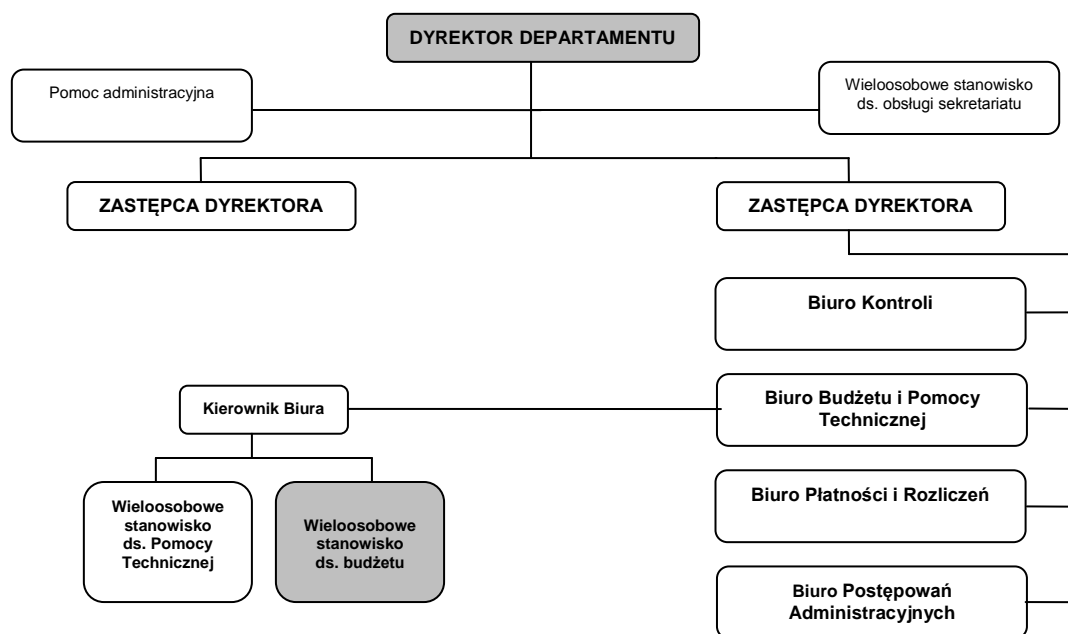 DYREKTOR DEPARTAMENTU
Pomoc administracyjna
Wieloosobowe stanowisko
ds. obsługi sekretariatu
ZASTĘPCA DYREKTORA
ZASTĘPCA DYREKTORA
Biuro Kontroli
Kierownik Biura
Biuro Budżetu i Pomocy
Technicznej
Wieloosobowe
stanowisko
ds. Pomocy
Technicznej
Wieloosobowe
stanowisko
ds. budżetu
Biuro Płatności i Rozliczeń
Biuro Postępowań
Administracyjnych